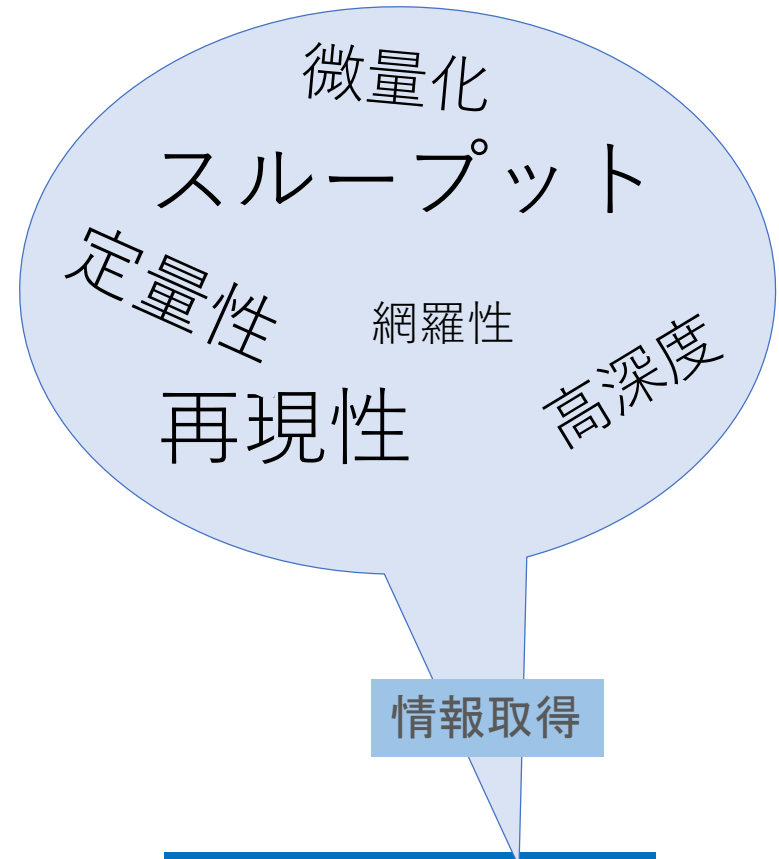 微量化
スループット
定量性
網羅性
高深度
再現性
情報取得